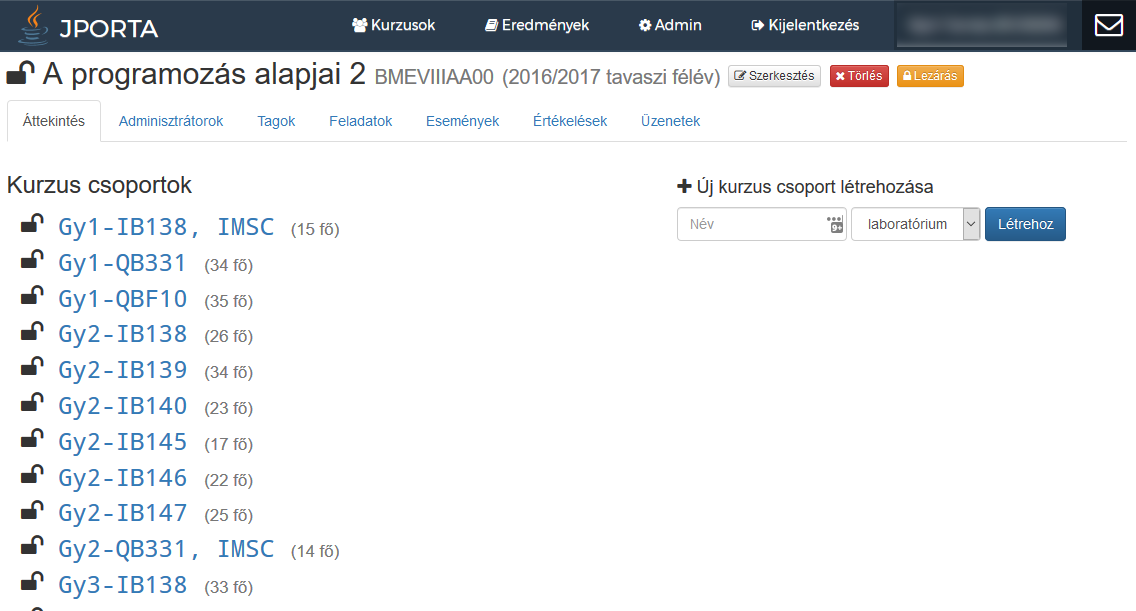 JPORTA Kurzusok Eredmények Admin Kijelentkezés
A programozás alapjai 2 BMEVIIIAA00 (2016/2017 tavaszi félév) Szerkesztés Törlés Lezárás
Áttekintés Adminisztrátorok Tagok Feladatok Események Értékelések Üzenetek
Kurzus csoportok
Gy1-IB138, IMSC (15 fő)
Gy1-QB331 (34 fő)
Gy1-QBF10 (35 fő)
Gy2-IB138 (26 fő)
Gy2-IB139 (34 fő)
Gy2-IB140 (23 fő)
Gy2-IB145 (17 fő)
Gy2-IB146 (22 fő)
Gy2-IB147 (25 fő)
Gy2-QB331, IMSC (14 fő)
Gy3-IB138 (33 fő)
Új kurzus csoport létrehozása
Név 9+ laboratórium Létrehoz